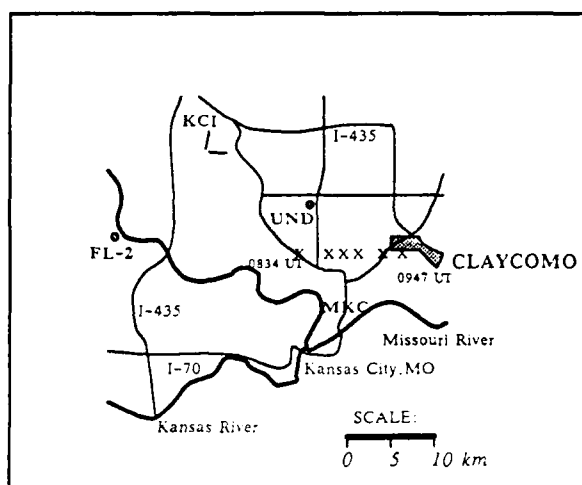 KCI
I-435
UND
FL-2
X XXX X X
0834 UT
CLAYCOMO
0947 UT
I-435
MKC
Missouri River
I-70
Kansas City, MO
Kansas River
SCALE:
0 5 10 km